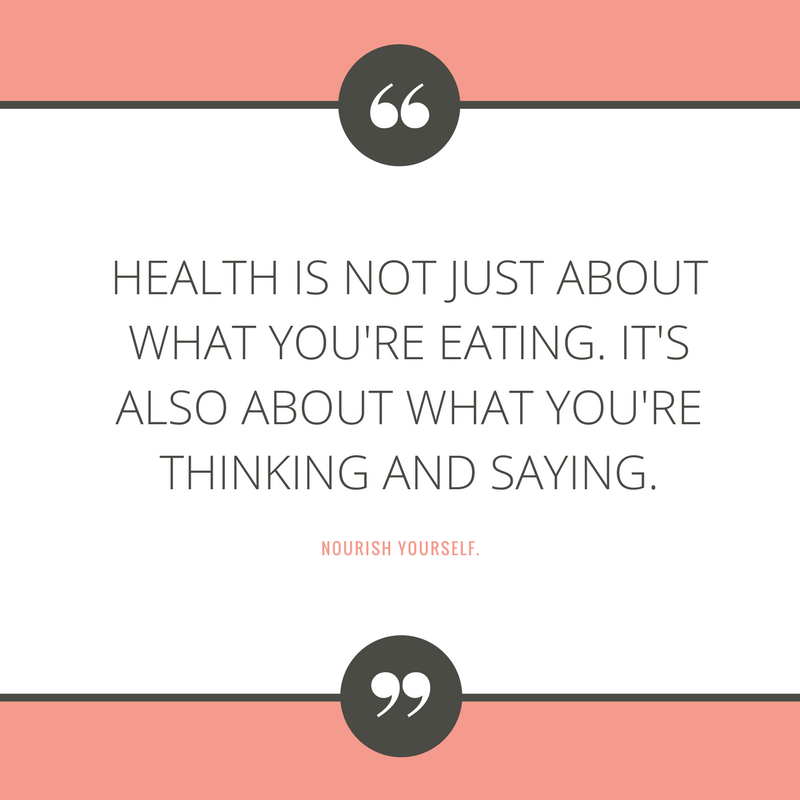 “
HEALTH IS NOT JUST ABOUT
WHAT YOU'RE EATING. IT'S
ALSO ABOUT WHAT YOU'RE
THINKING AND SAYING.
NOURISH YOURSELF.
”